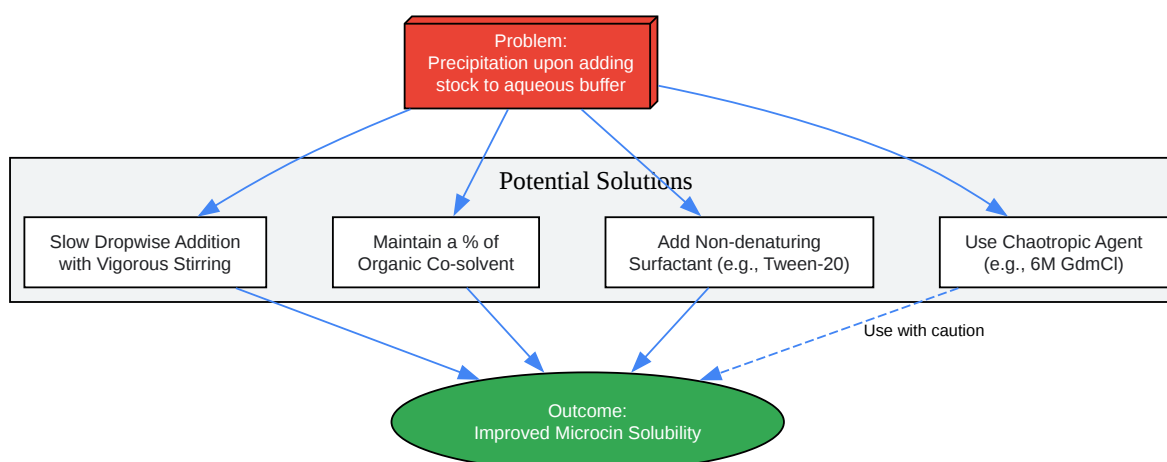 Problem:
Precipitation upon adding
stock to aqueous buffer
Potential Solutions
Slow Dropwise Addition
with Vigorous Stirring
Maintain a % of
Organic Co-solvent
Add Non-denaturing
Surfactant (e.g., Tween-20)
Use Chaotropic Agent
(e.g., 6M GdmCl)
Use with caution
Outcome:
Improved Microcin Solubility